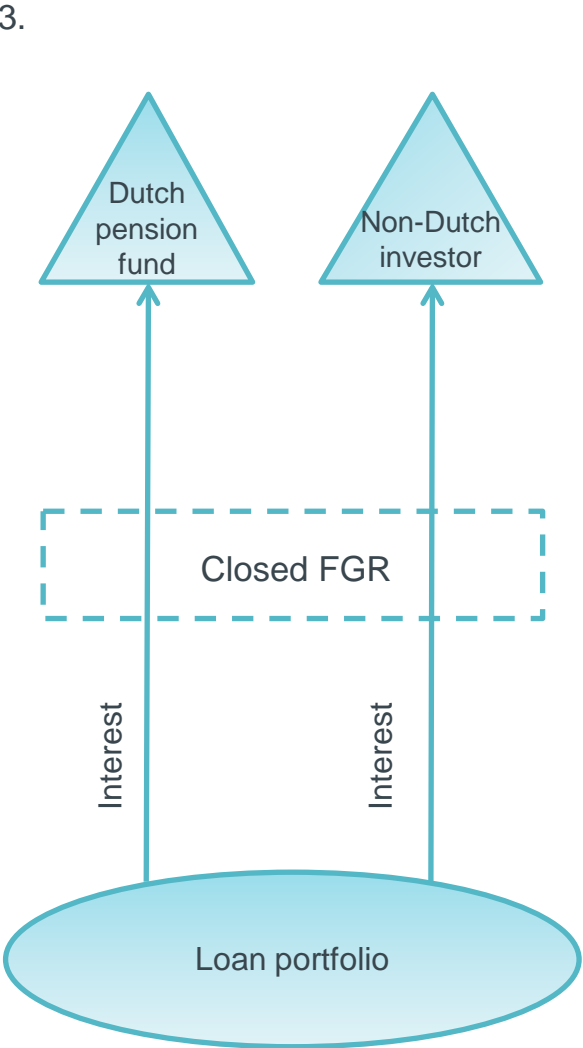 3.
Dutch
pension
fund
Non-Dutch
investor
Closed FGR
Interest
Interest
Loan portfolio